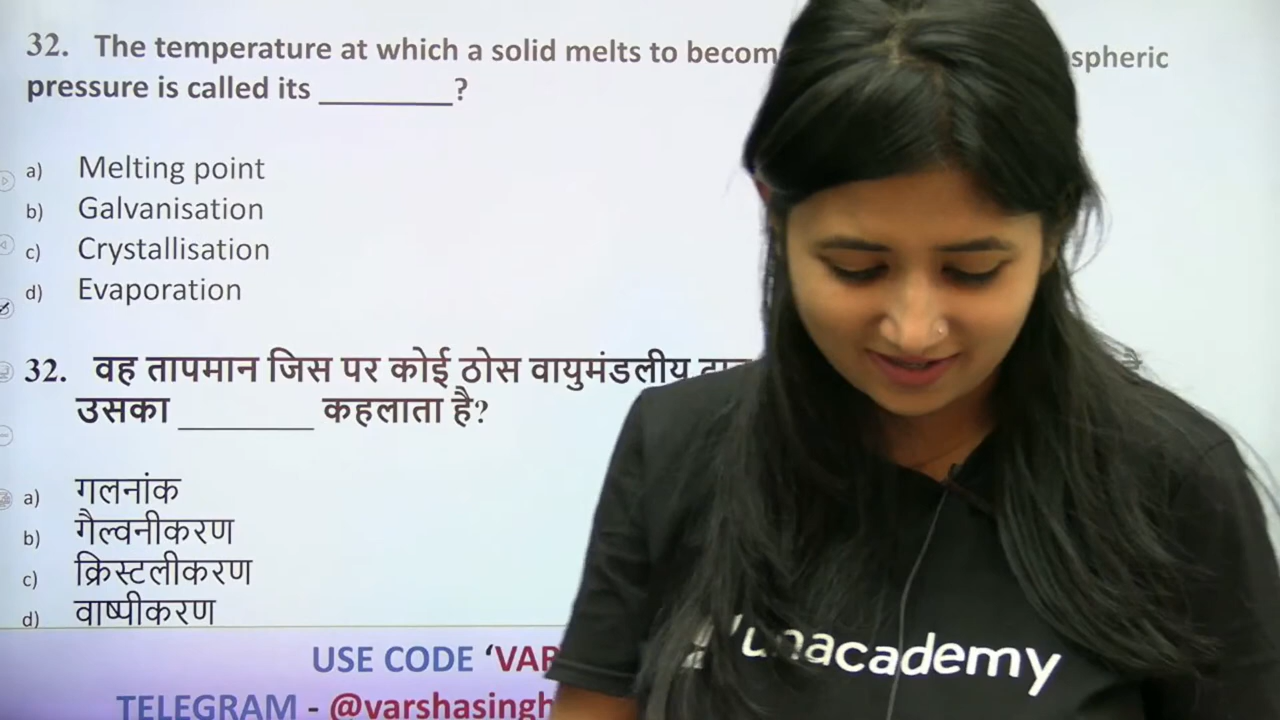 32. The temperature at which a solid melts to becom spheric
pressure is called its _________?
a) Melting point
b) Galvanisation
c) Crystallisation
d) Evaporation
32. वह तापमान जिस पर कोई ठोस वायुमंडलीय है
उसका _________ कहलाता है?
a) गलनांक
b) गैल्वनीकरण
c) क्रिस्टलीकरण
d) वाष्पीकरण
USE CODE ‘VAR
TELEGRAM - @varshasingh
unacademy